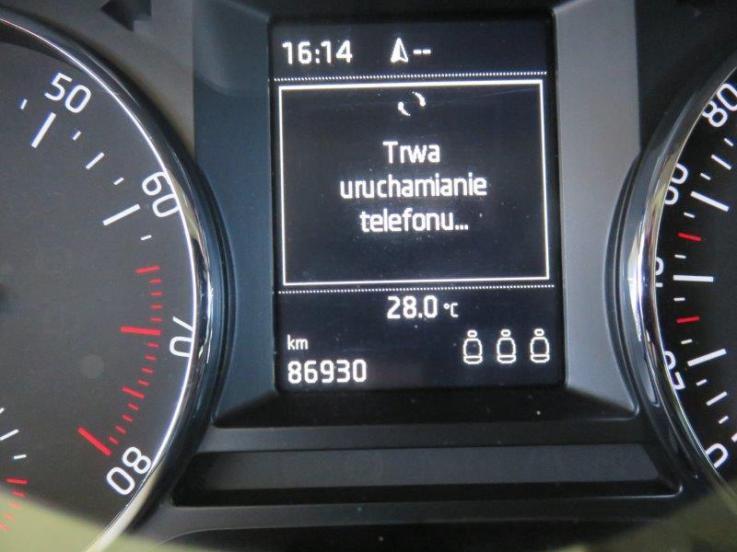 16:14 --
Trwa
uruchamianie
telefonu...
28.0 °C
km
86930
50
60
70
80
80